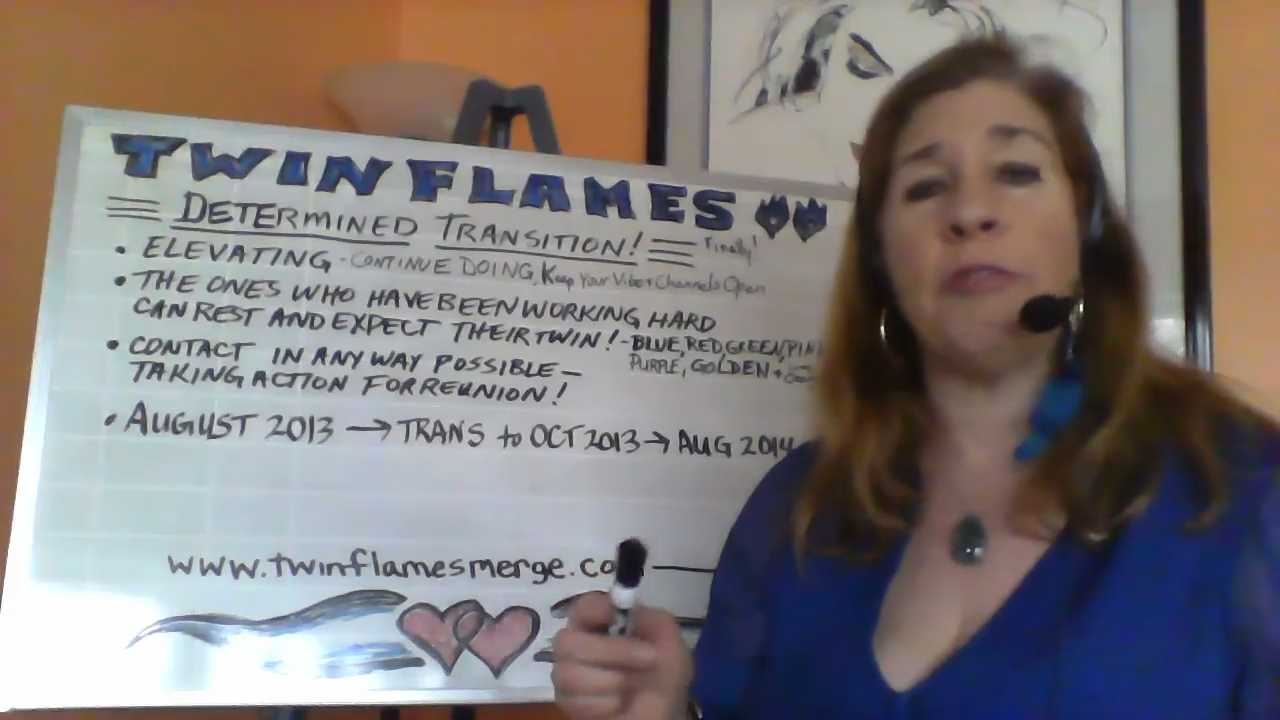 TWIN FLAMES
DETERMINED TRANSITION! Finally!
• ELEVATING - CONTINUE DOING, Keep Your Vibe + Channels Open
• THE ONES WHO HAVE BEEN WORKING HARD
CAN REST AND EXPECT THEIR TWIN! - BLUE, RED GREEN, PIN
PURPLE, GOLDEN +
• CONTACT IN ANY WAY POSSIBLE -
TAKING ACTION FOR REUNION!
• AUGUST 2013 → TRANS to OCT 2013 → AUG 2014
www.twinflamesmerge.co